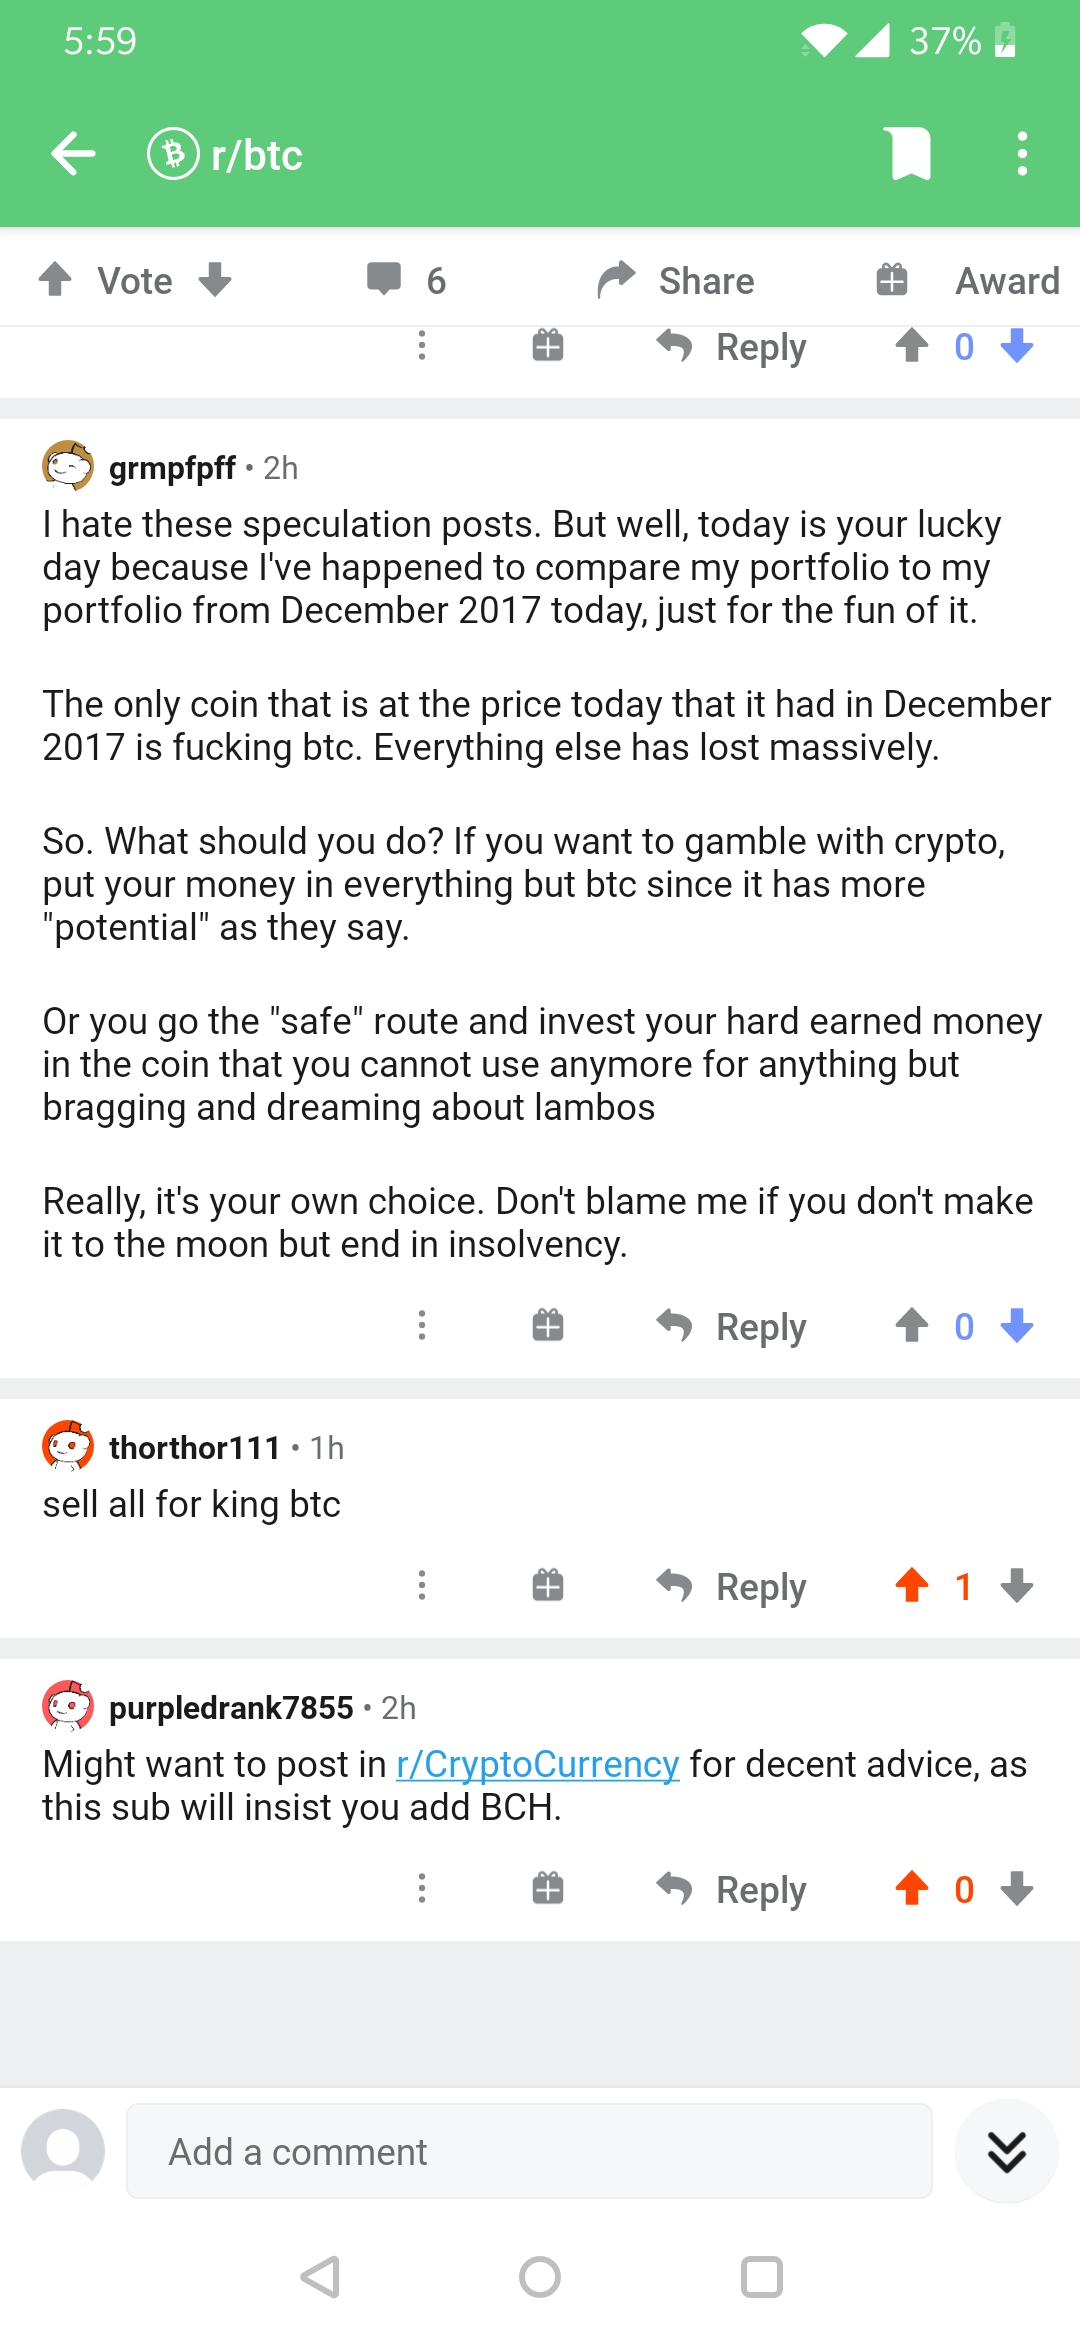 5:59
37%
r/btc
Vote
6
Share
Award
Reply
0
grmpfpff • 2h
I hate these speculation posts. But well, today is your lucky
day because I've happened to compare my portfolio to my
portfolio from December 2017 today, just for the fun of it.
The only coin that is at the price today that it had in December
2017 is fucking btc. Everything else has lost massively.
So. What should you do? If you want to gamble with crypto,
put your money in everything but btc since it has more
"potential" as they say.
Or you go the "safe" route and invest your hard earned money
in the coin that you cannot use anymore for anything but
bragging and dreaming about lambos
Really, it's your own choice. Don't blame me if you don't make
it to the moon but end in insolvency.
Reply
0
thorthor111 • 1h
sell all for king btc
Reply
1
purpledrank7855 • 2h
Might want to post in r/CryptoCurrency for decent advice, as
this sub will insist you add BCH.
Reply
0
Add a comment